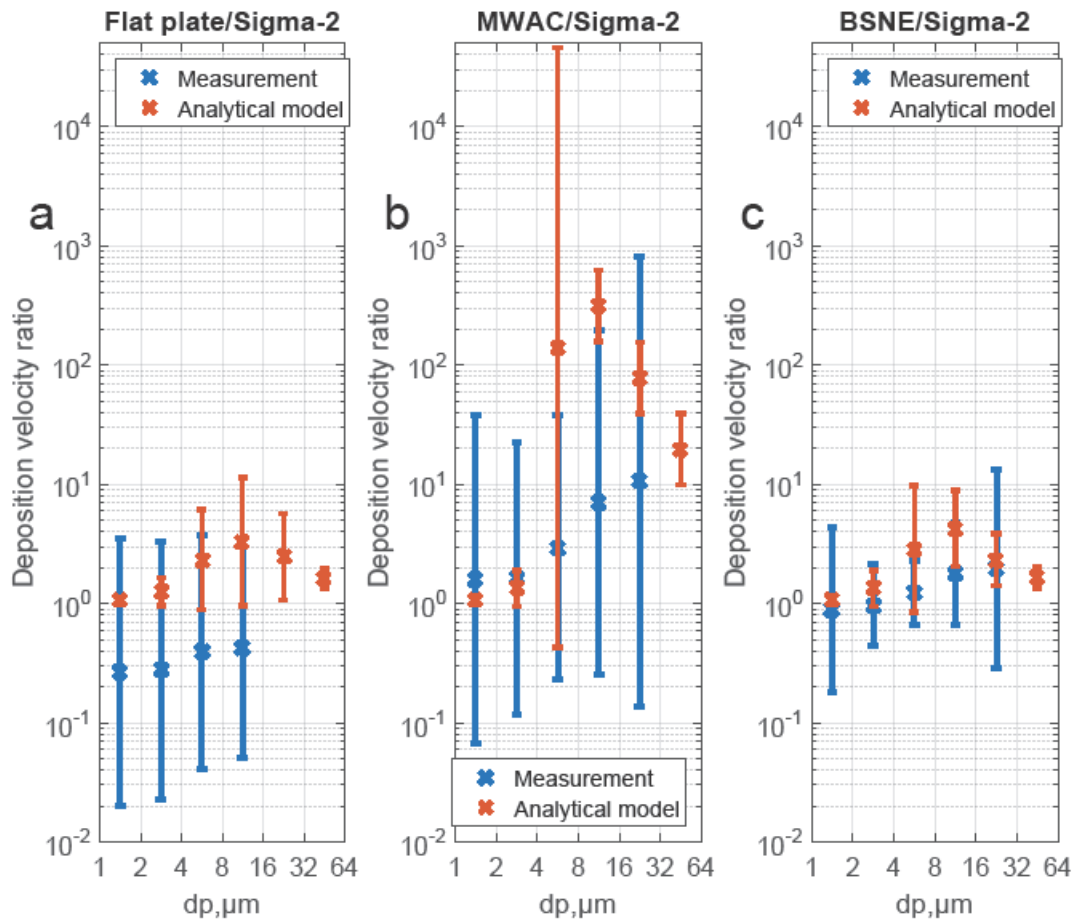 Flat plate/Sigma-2
MWAC/Sigma-2
BSNE/Sigma-2
Measurement
Analytical model
Measurement
Analytical model
a
b
c
10^4
10^3
10^2
10^1
10^0
10^-1
10^-2
Deposition velocity ratio
1 2 4 8 16 32 64
dp,µm
10^4
10^3
10^2
10^1
10^0
10^-1
10^-2
Deposition velocity ratio
Measurement
Analytical model
1 2 4 8 16 32 64
dp,µm
10^4
10^3
10^2
10^1
10^0
10^-1
10^-2
Deposition velocity ratio
1 2 4 8 16 32 64
dp,µm